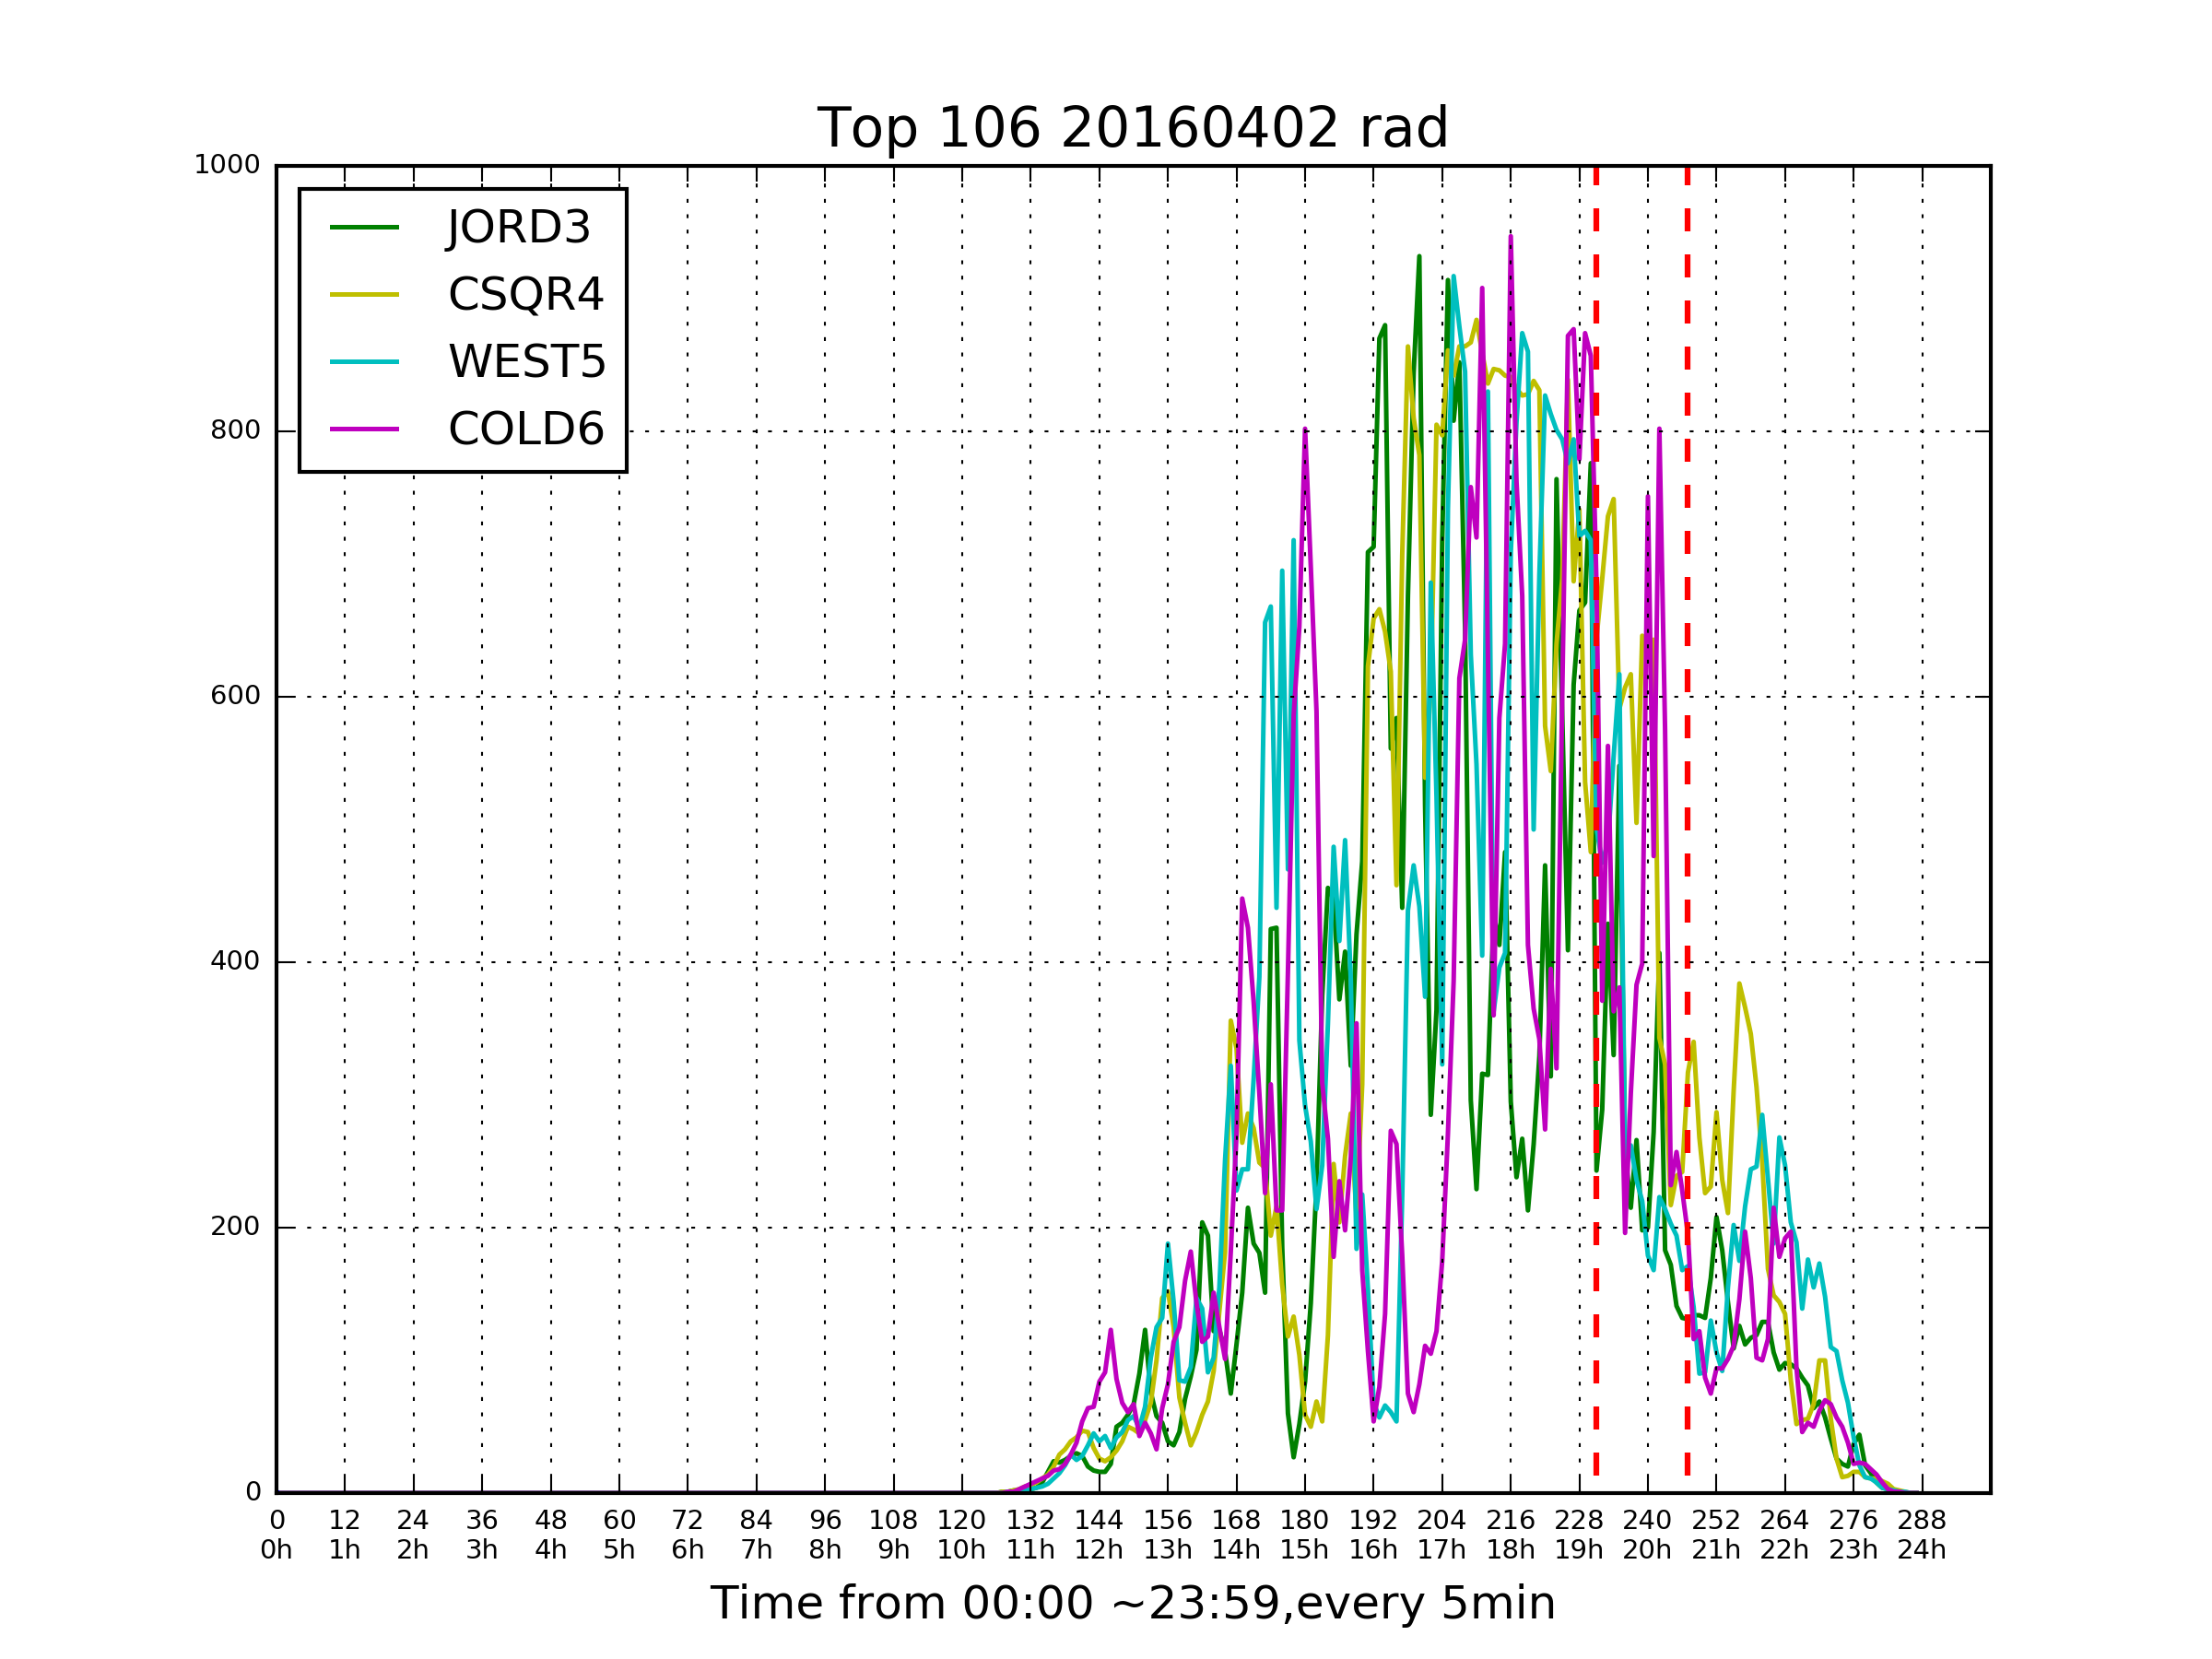 Top 106 20160402 rad
1000
800
600
400
200
0
JORD3
CSQR4
WEST5
COLD6
0 12 24 36 48 60 72 84 96 108 120 132 144 156 168 180 192 204 216 228 240 252 264 276 288
0h 1h 2h 3h 4h 5h 6h 7h 8h 9h 10h 11h 12h 13h 14h 15h 16h 17h 18h 19h 20h 21h 22h 23h 24h
Time from 00:00 ~23:59,every 5min